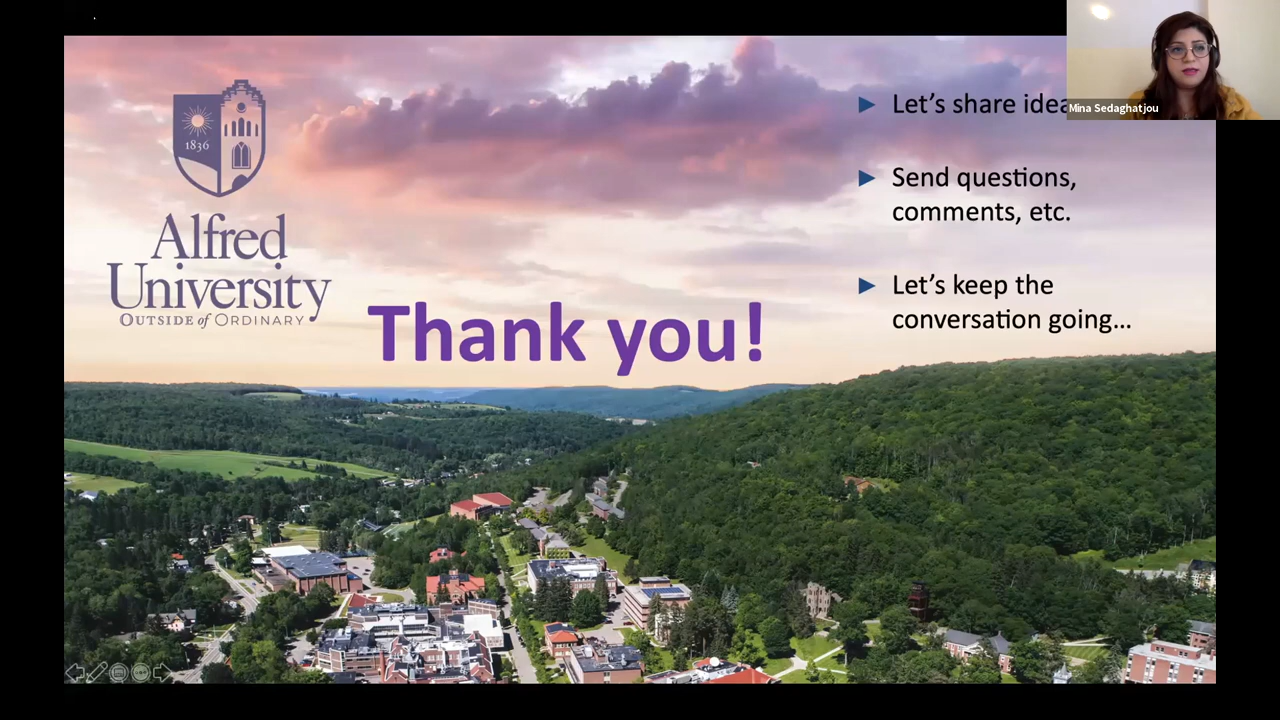 1836
Alfred
University
OUTSIDE of ORDINARY
Thank you!
Let’s share idea
Send questions,
comments, etc.
Let’s keep the
conversation going…
Mina Sedaghatjou